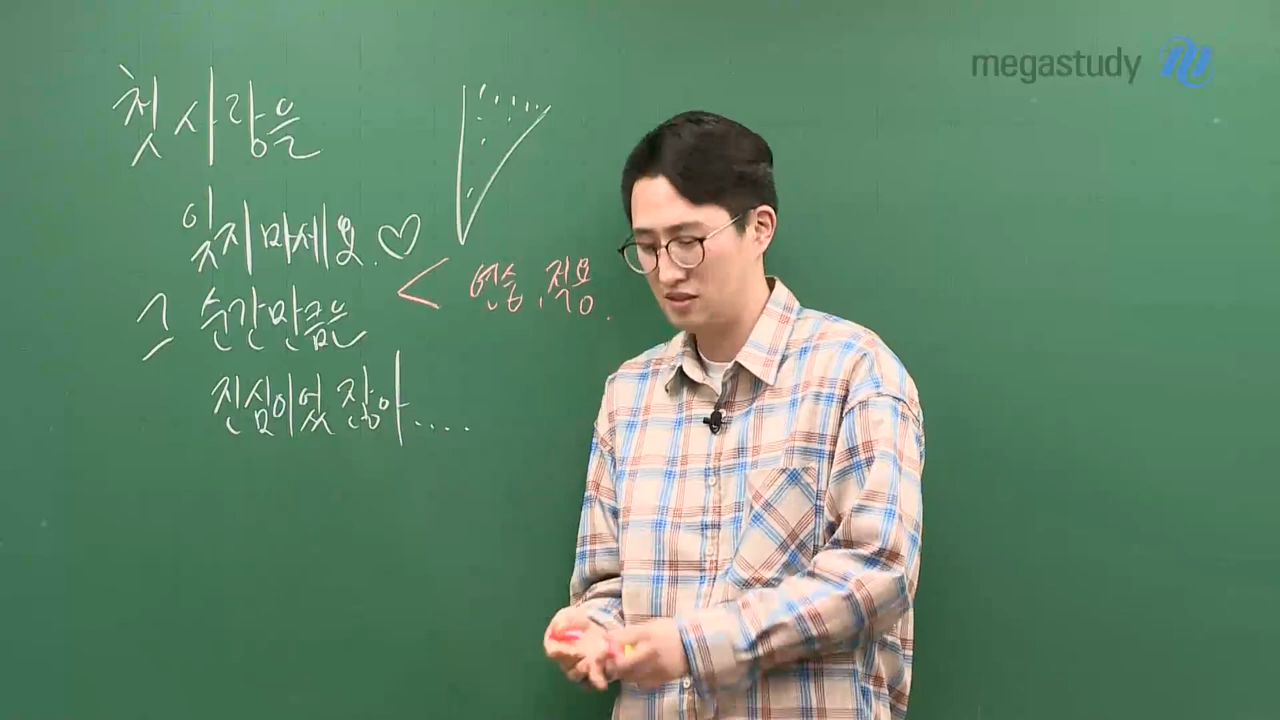 첫사랑은
잊지마세요.♡
그 순간만큼은
< 연습, 적용.
진심이었잖아....
megastudy